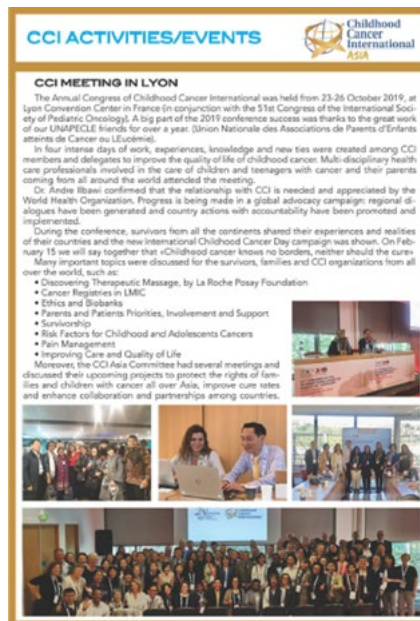 CCI ACTIVITIES/EVENTS
Childhood
Cancer
International
ASIA
CCI MEETING IN LYON
The Annual Congress of Childhood Cancer International was held from 23-26 October 2019, at
Lyon Convention Center in France (in conjunction with the 51st Congress of the International Soci-
ety of Pediatric Oncology). A big part of the 2019 conference success was thanks to the great work
of our UNAPECLE friends for over a year. (Union Nationale des Associations de Parents d'Enfants
atteints de Cancer ou LEucémie).
In four intense days of work, experiences, knowledge and new ties were created among CCI
members and delegates to improve the quality of life of childhood cancer. Multi-disciplinary health
care professionals involved in the care of children and teenagers with cancer and their parents
coming from all around the world attended the meeting.
Dr. Andre Ilbawi confirmed that the relationship with CCI is needed and appreciated by the
World Health Organization. Progress is being made in a global advocacy campaign: regional di-
alogues have been generated and country actions with accountability have been promoted and
implemented.
During the conference, survivors from all the continents shared their experiences and realities
of their countries and the new International Childhood Cancer Day campaign was shown. On Feb-
ruary 15 we will say together that «Childhood cancer knows no borders, neither should the cure»
Many important topics were discussed for the survivors, families and CCI organizations from all
over the world, such as:
• Discovering Therapeutic Massage, by La Roche Posay Foundation
• Cancer Registries in LMIC
• Ethics and Biobanks
• Parents and Patients Priorities, Involvement and Support
• Survivorship
• Risk Factors for Childhood and Adolescents Cancers
• Pain Management
• Improving Care and Quality of Life
Moreover, the CCI Asia Committee had several meetings and
discussed their upcoming projects to protect the rights of fam-
ilies and children with cancer all over Asia, improve cure rates
and enhance collaboration and partnerships among countries.